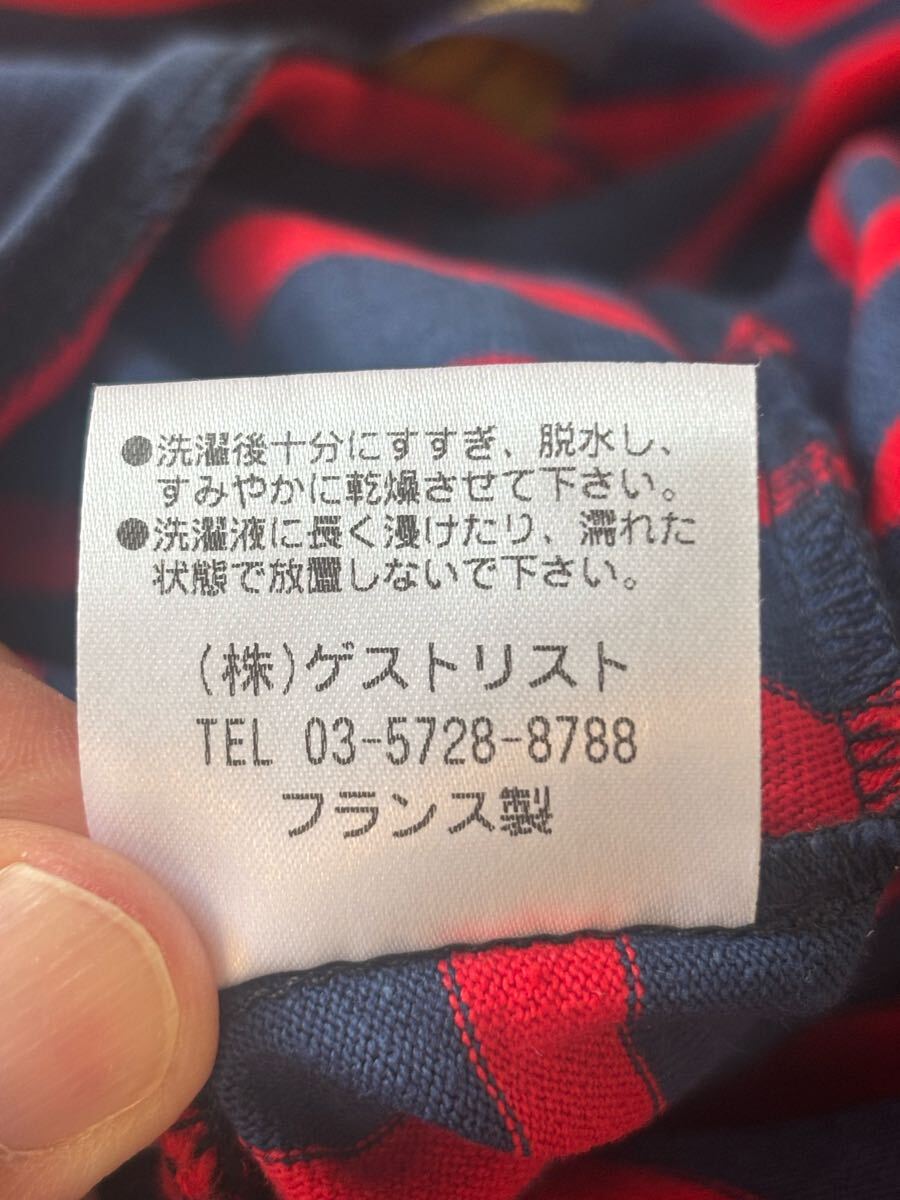 ●洗濯後十分にすすぎ、脱水し、
すみやかに乾燥させて下さい。
●洗濯液に長く浸けたり、濡れた
状態で放置しないで下さい。
(株)ゲストリスト
TEL 03-5728-8788
フランス製